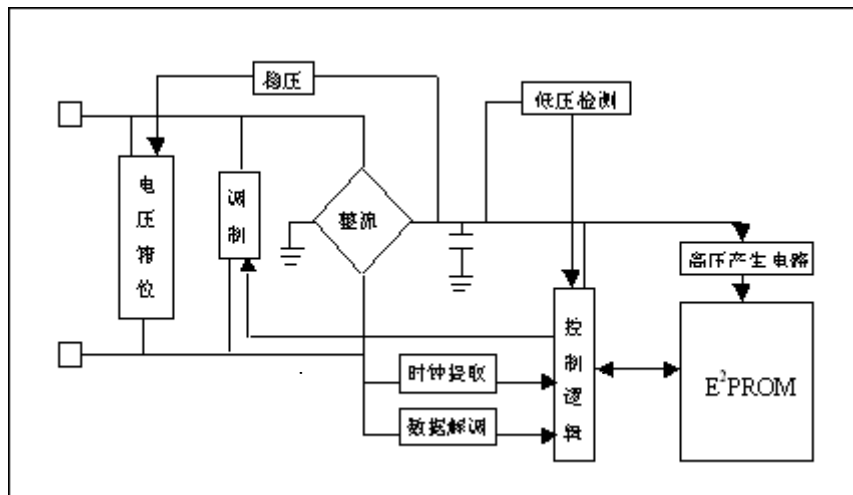 稳压
低压检测
电压箝位
调制
整流
高压产生电路
控制逻辑
时钟提取
数据解调
E²PROM